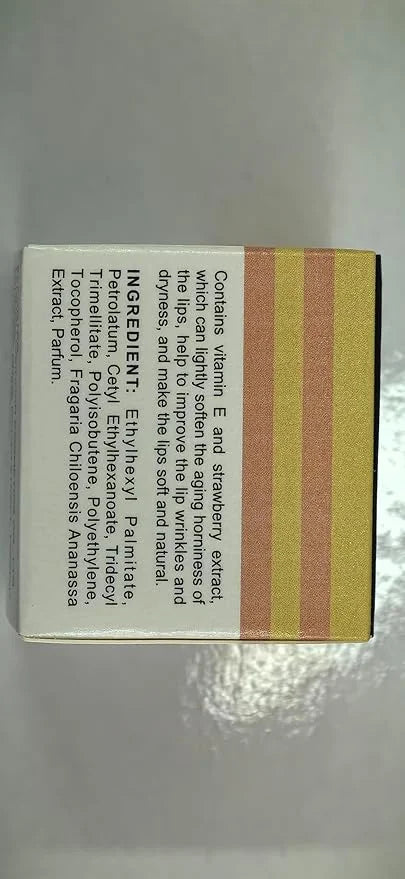 Contains vitamin E and strawberry extract,
which can lightly soften the aging horniness of
the lips, help to improve the lip wrinkles and
dryness, and make the lips soft and natural.
INGREDIENT: Ethylhexyl Palmitate,
Petrolatum, Cetyl Ethylhexanoate, Tridecyl
Trimellitate, Polyisobutene, Polyethylene,
Tocopherol, Fragaria Chiloensis Ananassa
Extract, Parfum.